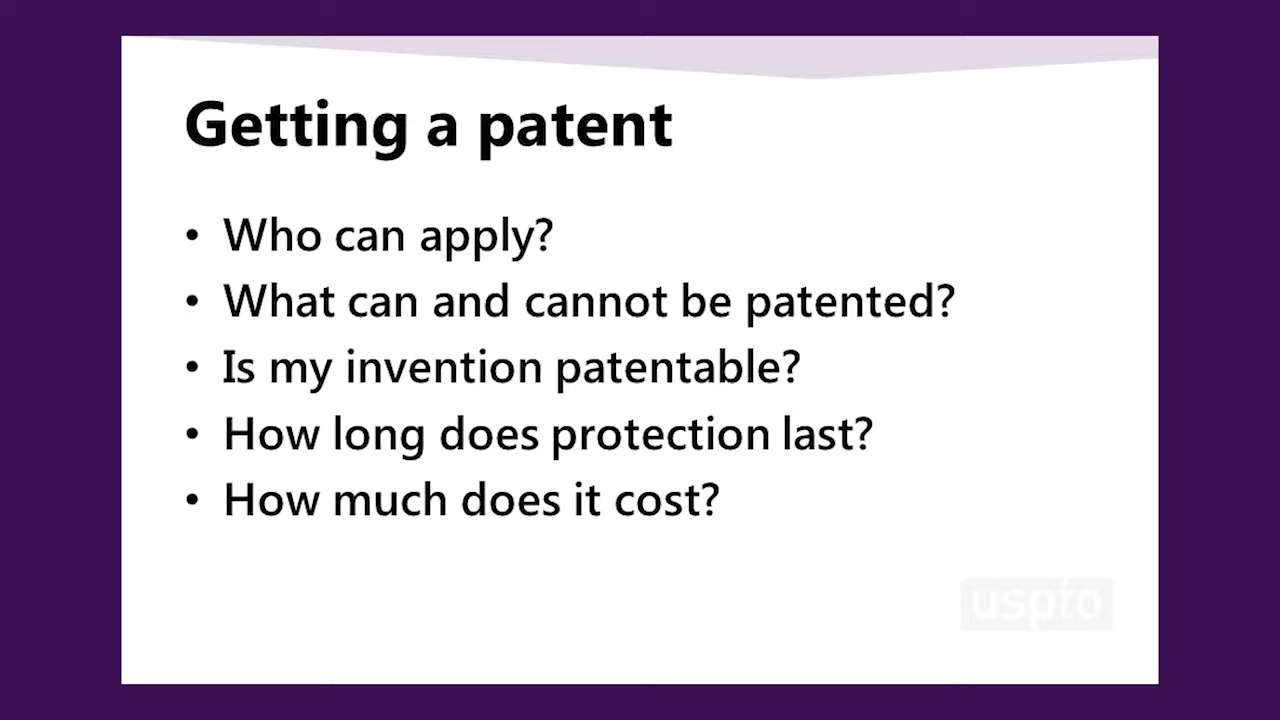 Getting a patent
• Who can apply?
• What can and cannot be patented?
• Is my invention patentable?
• How long does protection last?
• How much does it cost?
uspto